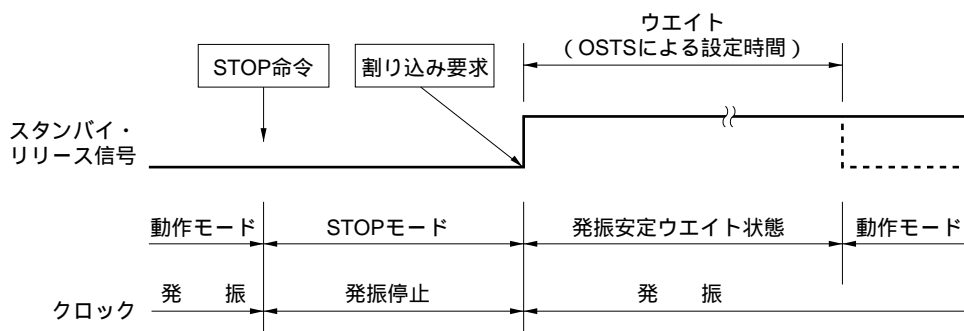 ウエイト
(OSTSによる設定時間)
STOP命令
割り込み要求
スタンバイ・
リリース信号
動作モード
STOPモード
発振安定ウエイト状態
動作モード
発　振
発振停止
発　振
クロック